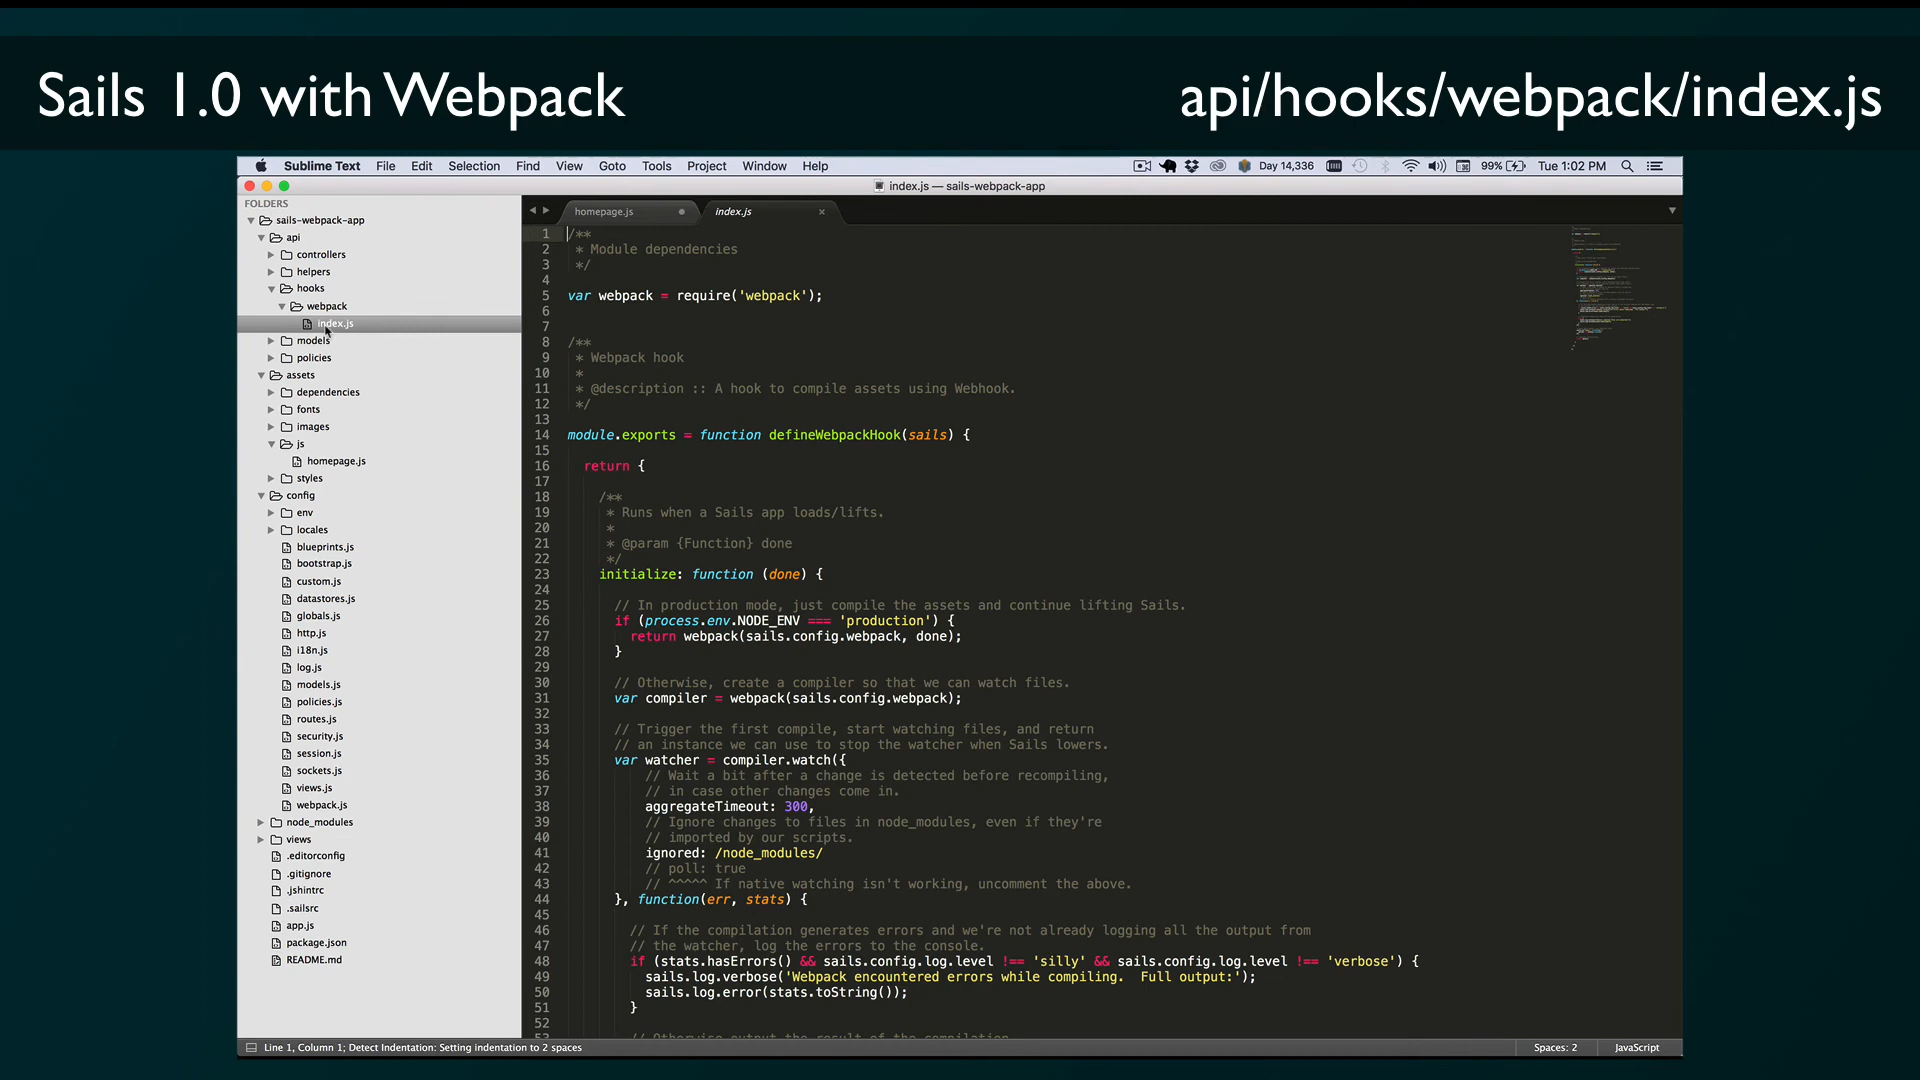 Sails 1.0 with Webpack
api/hooks/webpack/index.js
Sublime Text File Edit Selection Find View Goto Tools Project Window Help
Day 14,336 99% Tue 1:02 PM
index.js — sails-webpack-app
FOLDERS
sails-webpack-app
api
controllers
helpers
hooks
webpack
index.js
models
policies
assets
dependencies
fonts
images
js
homepage.js
styles
config
env
locales
blueprints.js
bootstrap.js
custom.js
datastores.js
globals.js
http.js
i18n.js
log.js
models.js
policies.js
routes.js
security.js
session.js
sockets.js
views.js
webpack.js
node_modules
views
.editorconfig
.gitignore
.jshintrc
.sailsrc
app.js
package.json
README.md
homepage.js index.js
1 /**
2  * Module dependencies
3  */
4
5 var webpack = require('webpack');
6
7
8 /**
9  * Webpack hook
10  *
11  * @description :: A hook to compile assets using Webhook.
12  */
13
14 module.exports = function defineWebpackHook(sails) {
15
16   return {
17
18     /**
19      * Runs when a Sails app loads/lifts.
20      *
21      * @param {Function} done
22      */
23     initialize: function (done) {
24
25       // In production mode, just compile the assets and continue lifting Sails.
26       if (process.env.NODE_ENV === 'production') {
27         return webpack(sails.config.webpack, done);
28       }
29
30       // Otherwise, create a compiler so that we can watch files.
31       var compiler = webpack(sails.config.webpack);
32
33       // Trigger the first compile, start watching files, and return
34       // an instance we can use to stop the watcher when Sails lowers.
35       var watcher = compiler.watch({
36           // Wait a bit after a change is detected before recompiling,
37           // in case other changes come in.
38           aggregateTimeout: 300,
39           // Ignore changes to files in node_modules, even if they're
40           // imported by our scripts.
41           ignored: /node_modules/
42           // poll: true
43           // ^^^^^ If native watching isn't working, uncomment the above.
44       }, function(err, stats) {
45
46         // If the compilation generates errors and we're not already logging all the output from
47         // the watcher, log the errors to the console.
48         if (stats.hasErrors() && sails.config.log.level !== 'silly' && sails.config.log.level !== 'verbose') {
49           sails.log.verbose('Webpack encountered errors while compiling.  Full output:');
50           sails.log.error(stats.toString());
51         }
52
Line 1, Column 1; Detect Indentation: Setting indentation to 2 spaces
Spaces: 2 JavaScript